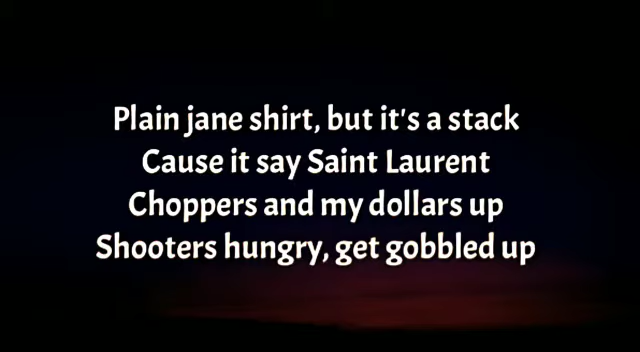 Plain jane shirt, but it's a stack
Cause it say Saint Laurent
Choppers and my dollars up
Shooters hungry, get gobbled up